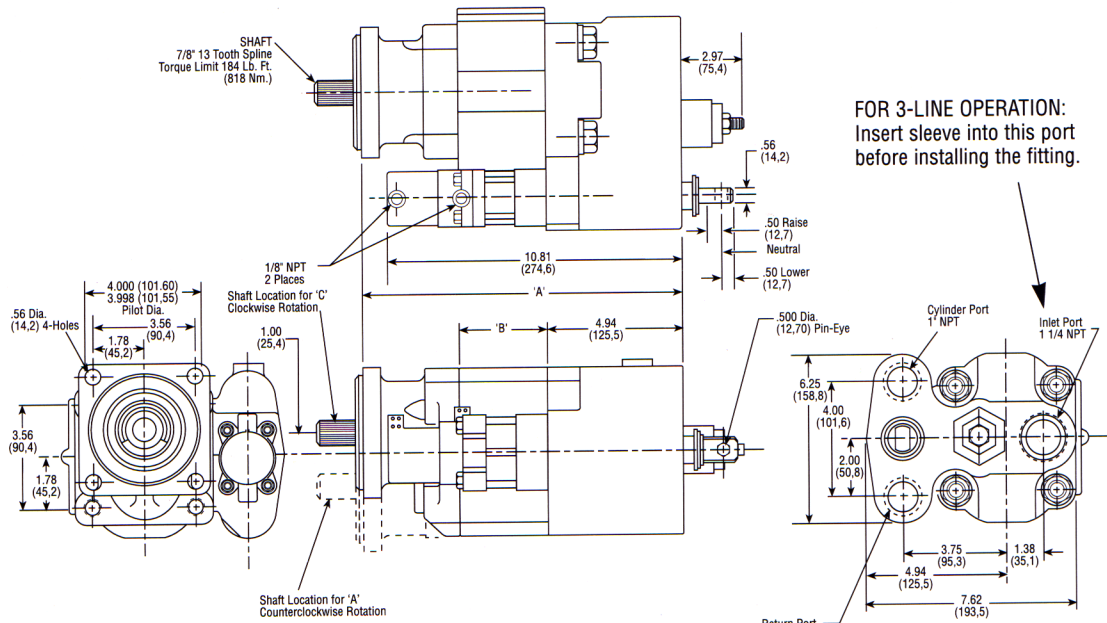 SHAFT
7/8" 13 Tooth Spline
Torque Limit 184 Lb. Ft.
(818 Nm.)
2.97
(75,4)
FOR 3-LINE OPERATION:
Insert sleeve into this port
before installing the fitting.
.56
(14,2)
.50 Raise
(12,7)
Neutral
.50 Lower
(12,7)
10.81
(274,6)
1/8" NPT
2 Places
'A'
4.000 (101.60)
3.998 (101,55)
Pilot Dia.
Shaft Location for 'C'
Clockwise Rotation
.56 Dia.
(14,2) 4-Holes
3.56
(90,4)
1.78
(45,2)
1.00
(25,4)
'B'
4.94
(125,5)
.500 Dia.
(12,70) Pin-Eye
Cylinder Port
1' NPT
Inlet Port
1 1/4 NPT
6.25
(158,8)
4.00
(101,6)
2.00
(50,8)
3.56
(90,4)
1.78
(45,2)
3.75
(95,3)
1.38
(35,1)
4.94
(125,5)
7.62
(193,5)
Shaft Location for 'A'
Counterclockwise Rotation
Return Port